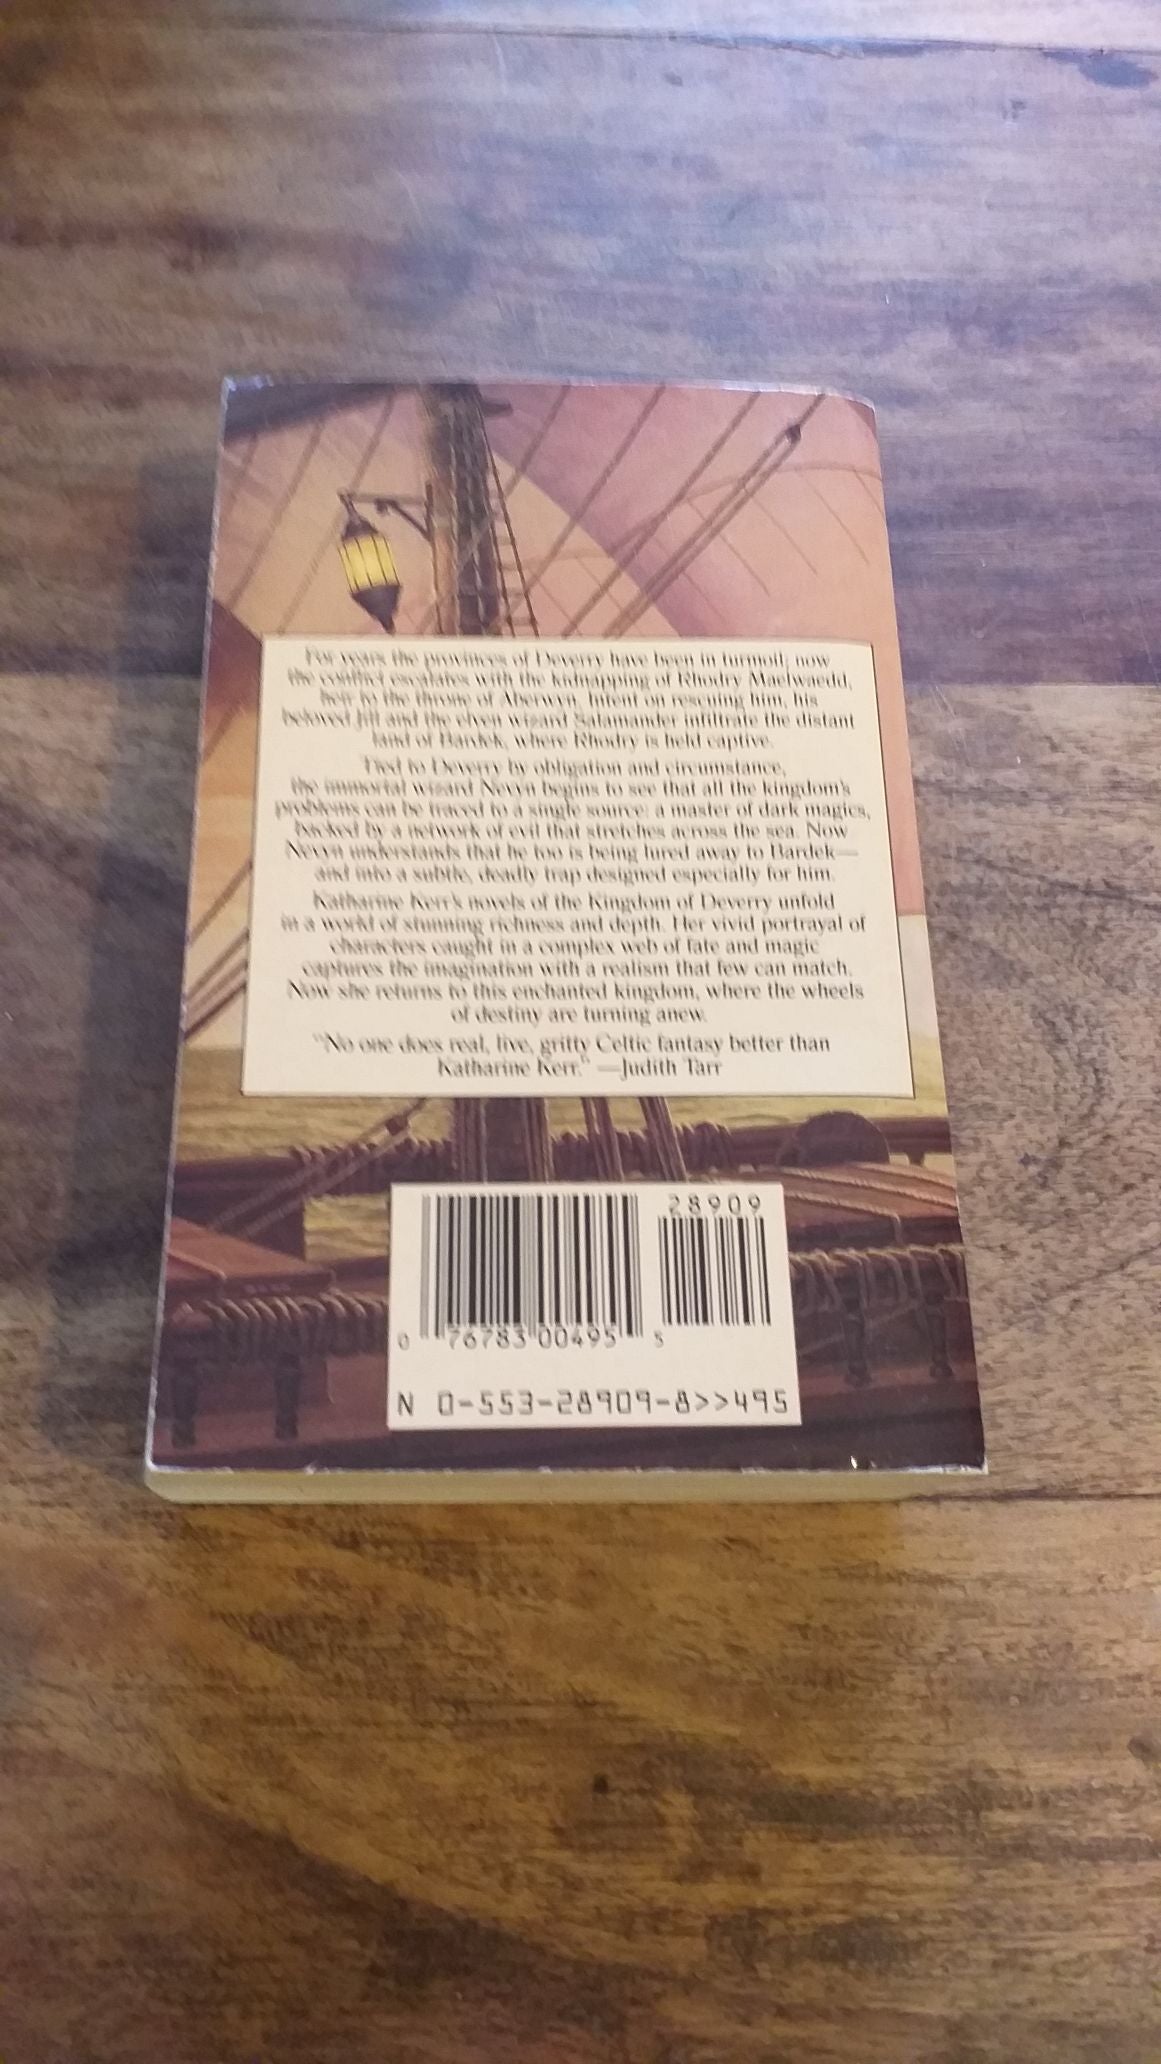 For years the provinces of Deverry have been in turmoil; now
the conflict escalates with the kidnapping of Rhodry Maelwaedd,
heir to the throne of Aberwyn. Intent on rescuing him, his
beloved Jill and the elven wizard Salamander infiltrate the distant
land of Bardek, where Rhodry is held captive.
Tied to Deverry by obligation and circumstance,
the immortal wizard Nevyn begins to see that all the kingdom's
problems can be traced to a single source: a master of dark magics,
backed by a network of evil that stretches across the sea. Now
Nevyn understands that he too is being lured away to Bardek—
and into a subtle, deadly trap designed especially for him.
Katharine Kerr's novels of the Kingdom of Deverry unfold
in a world of stunning richness and depth. Her vivid portrayal of
characters caught in a complex web of fate and magic
captures the imagination with a realism that few can match.
Now she returns to this enchanted kingdom, where the wheels
of destiny are turning anew.
"No one does real, live, gritty Celtic fantasy better than
Katharine Kerr." —Judith Tarr
28909
0 76783 00495 5
N 0-553-28909-8>>495